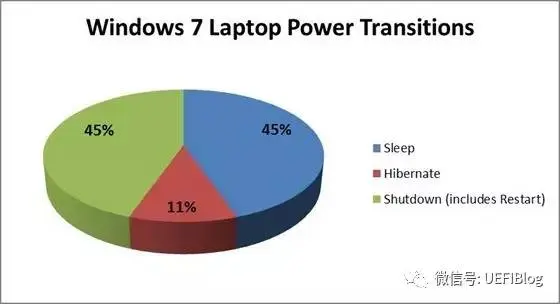 Windows 7 Laptop Power Transitions
45%
45%
11%
Sleep
Hibernate
Shutdown (includes Restart)
微信号: UEFIBlog